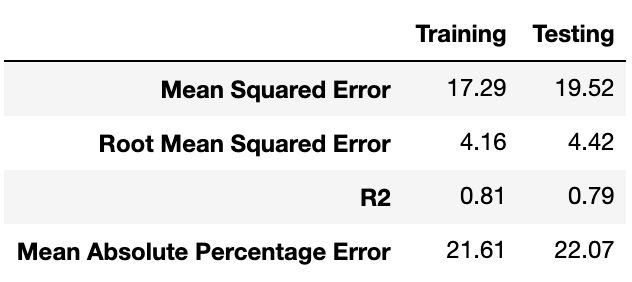 Training Testing
Mean Squared Error 17.29 19.52
Root Mean Squared Error 4.16 4.42
R2 0.81 0.79
Mean Absolute Percentage Error 21.61 22.07